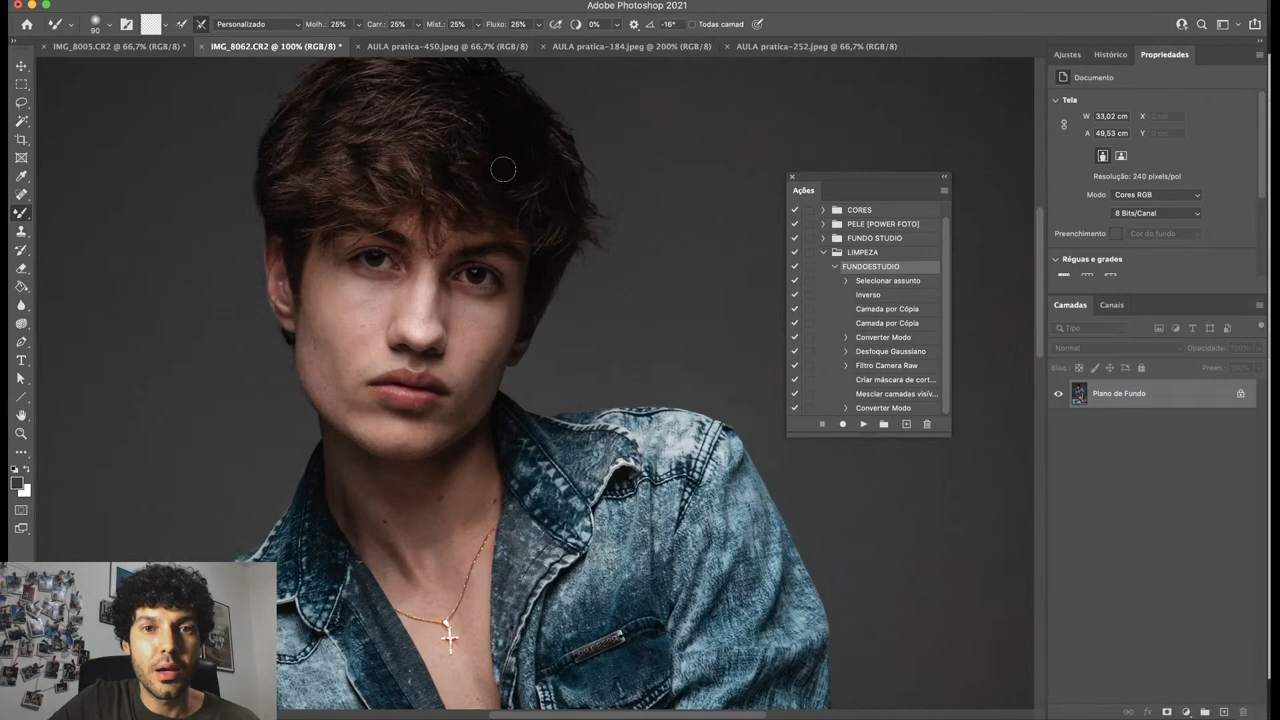 Adobe Photoshop 2021
90
Personalizado
Molh.: 25%
Carr.: 25%
Mist.: 25%
Fluxo: 25%
0%
-16°
Todas camad
IMG_8005.CR2 @ 66,7% (RGB/8) *
IMG_8062.CR2 @ 100% (RGB/8) *
AULA pratica-450.jpeg @ 66,7% (RGB/8)
AULA pratica-184.jpeg @ 200% (RGB/8)
AULA pratica-252.jpeg @ 66,7% (RGB/8)
Ajustes
Histórico
Propriedades
Documento
Tela
W 33,02 cm X
A 49,53 cm Y
Resolução: 240 pixels/pol
Modo Cores RGB
8 Bits/Canal
Preenchimento Cor do fundo
Réguas e grades
Camadas
Canais
Tipo
Normal
Opacidade: 100%
Bloq.:
Preen.: 100%
Plano de Fundo
Ações
CORES
PELE [POWER FOTO]
FUNDO STUDIO
LIMPEZA
FUNDOESTUDIO
Selecionar assunto
Inverso
Camada por Cópia
Camada por Cópia
Converter Modo
Desfoque Gaussiano
Filtro Camera Raw
Criar máscara de cort...
Mesclar camadas visív...
Converter Modo